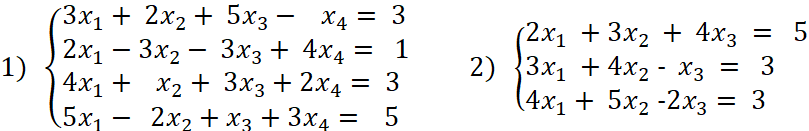 1) { 3x₁ + 2x₂ + 5x₃ − x₄ = 3
2x₁ − 3x₂ − 3x₃ + 4x₄ = 1
4x₁ + x₂ + 3x₃ + 2x₄ = 3
5x₁ − 2x₂ + x₃ + 3x₄ = 5
2) { 2x₁ + 3x₂ + 4x₃ = 5
3x₁ + 4x₂ - x₃ = 3
4x₁ + 5x₂ -2x₃ = 3